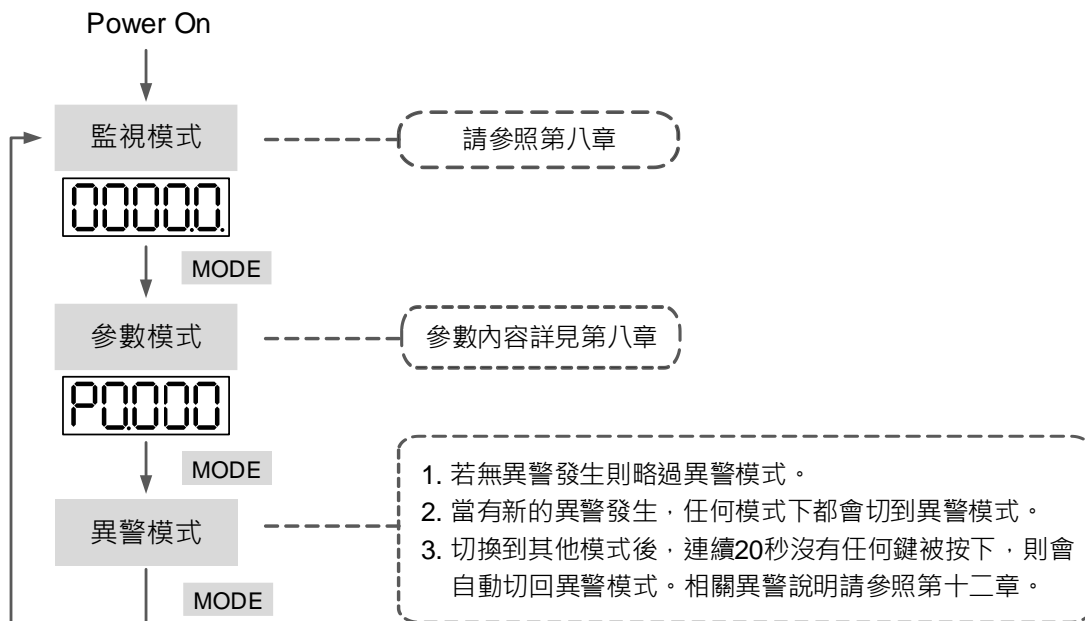 Power On
監視模式
請參照第八章
0000.0.
MODE
參數模式
參數內容詳見第八章
P0.000
MODE
異警模式
1. 若無異警發生則略過異警模式。
2. 當有新的異警發生，任何模式下都會切到異警模式。
3. 切換到其他模式後，連續20秒沒有任何鍵被按下，則會
自動切回異警模式。相關異警說明請參照第十二章。
MODE